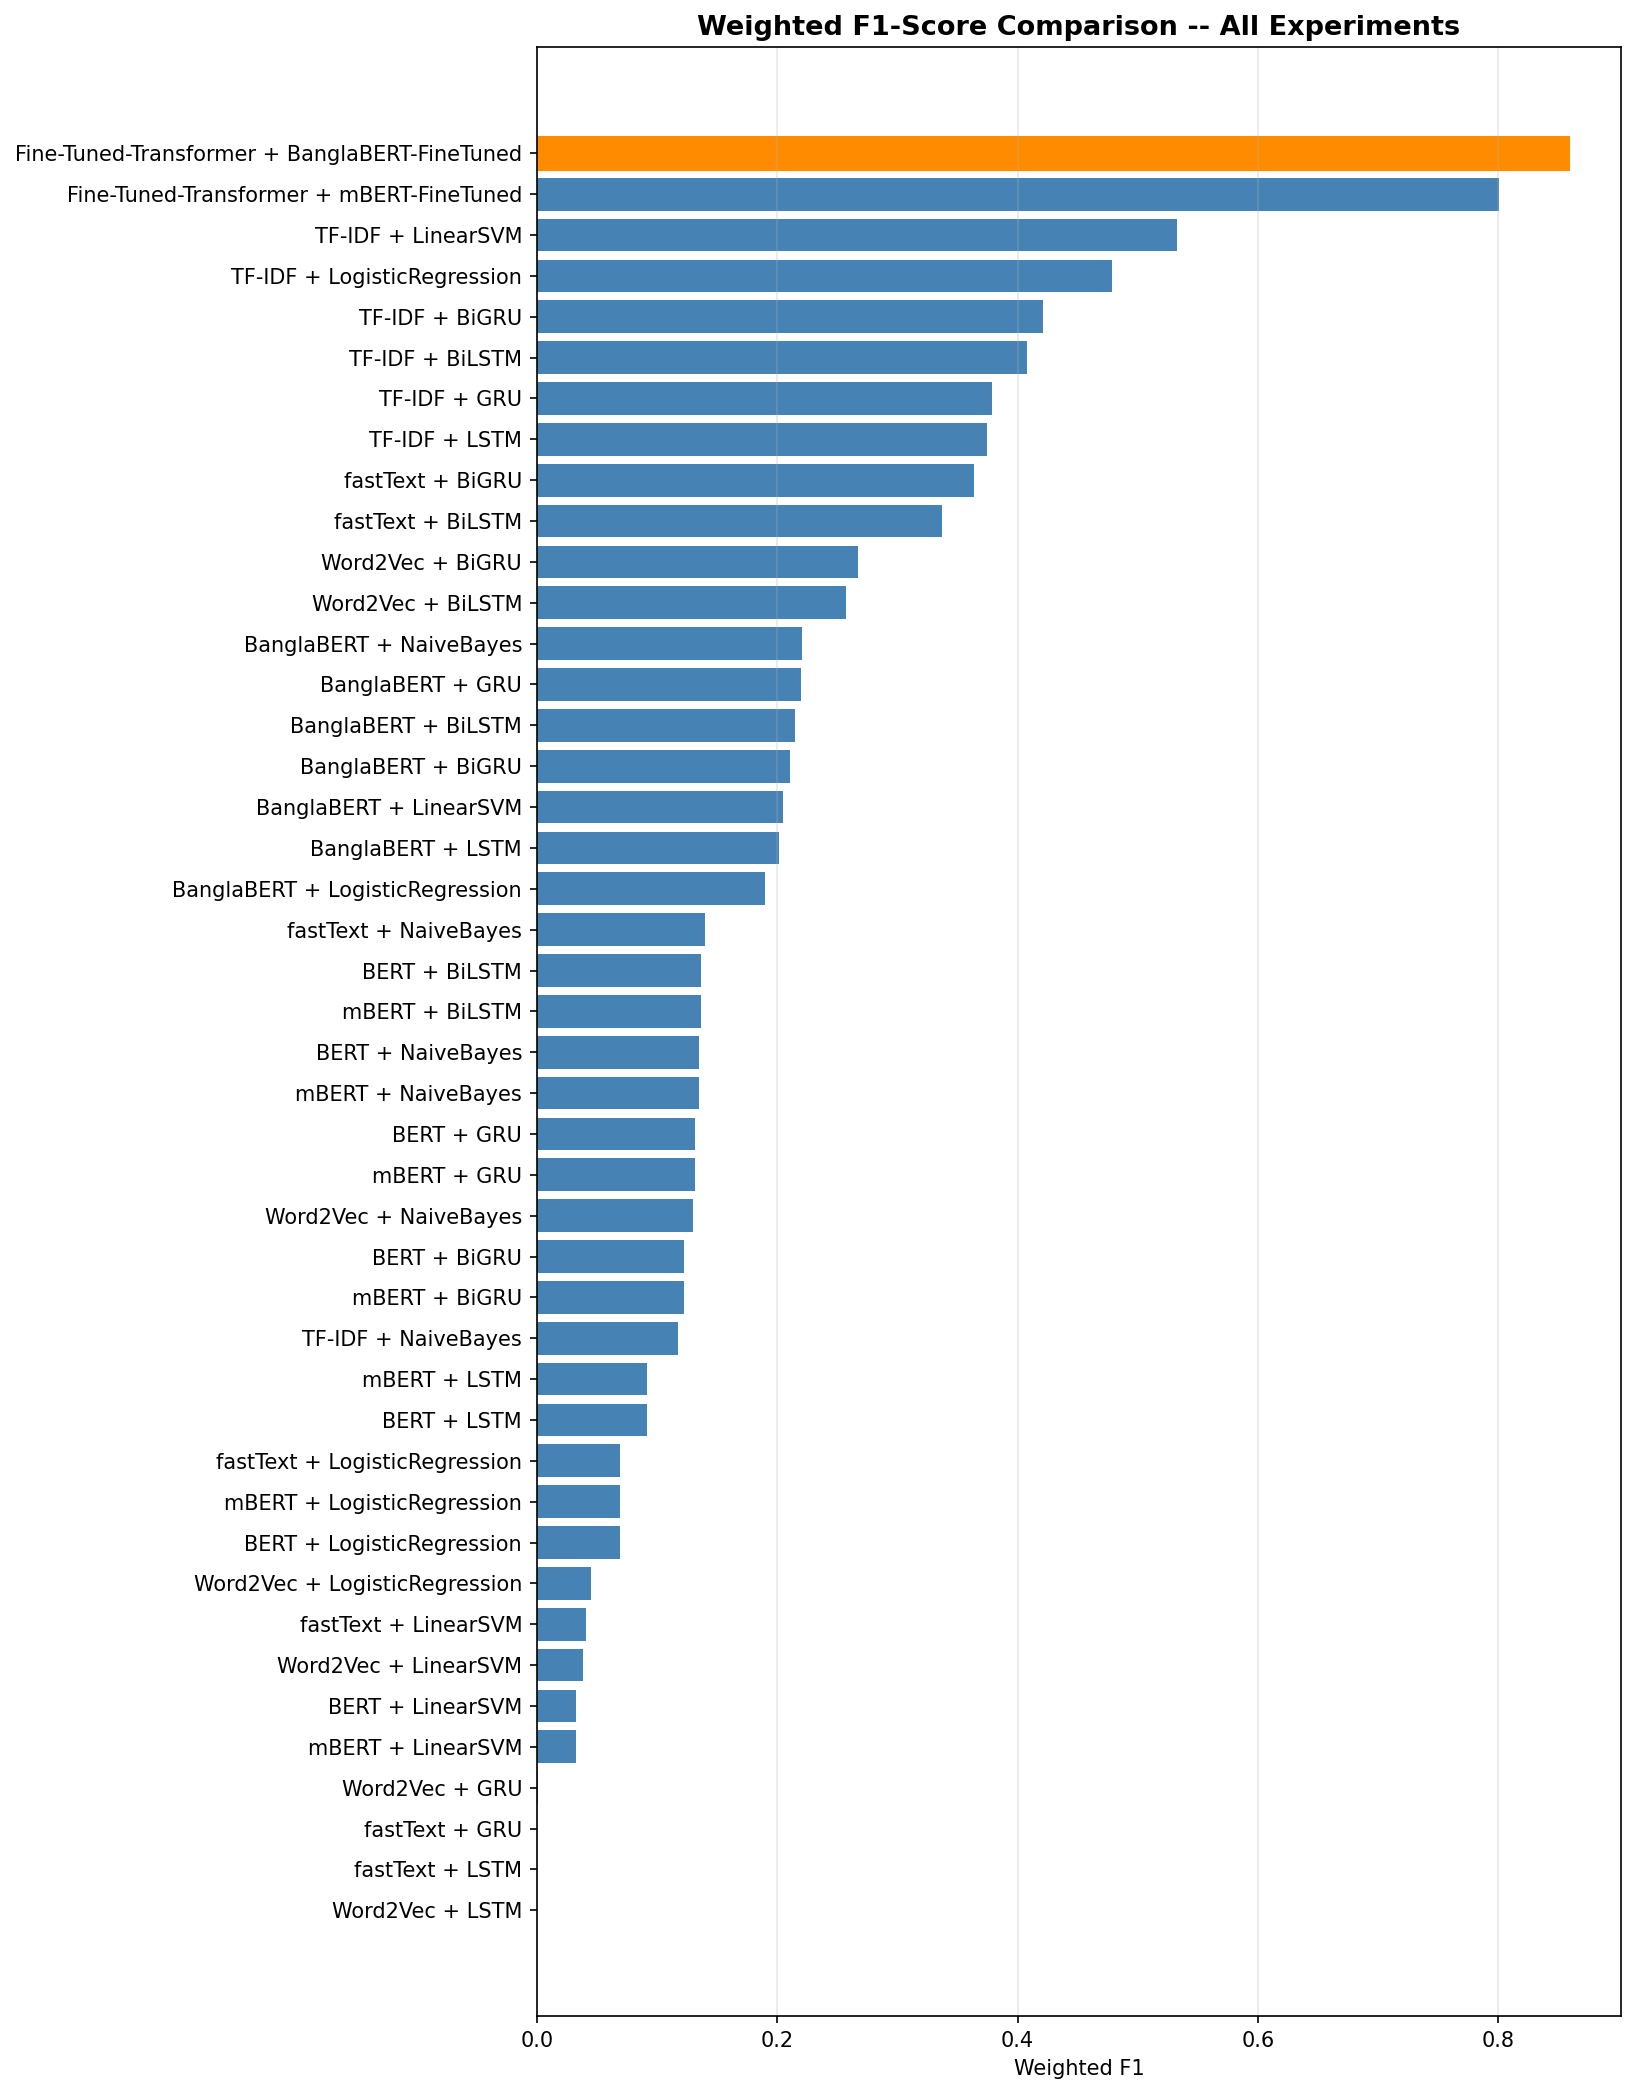 Weighted F1-Score Comparison -- All Experiments
Fine-Tuned-Transformer + BanglaBERT-FineTuned
Fine-Tuned-Transformer + mBERT-FineTuned
TF-IDF + LinearSVM
TF-IDF + LogisticRegression
TF-IDF + BiGRU
TF-IDF + BiLSTM
TF-IDF + GRU
TF-IDF + LSTM
fastText + BiGRU
fastText + BiLSTM
Word2Vec + BiGRU
Word2Vec + BiLSTM
BanglaBERT + NaiveBayes
BanglaBERT + GRU
BanglaBERT + BiLSTM
BanglaBERT + BiGRU
BanglaBERT + LinearSVM
BanglaBERT + LSTM
BanglaBERT + LogisticRegression
fastText + NaiveBayes
BERT + BiLSTM
mBERT + BiLSTM
BERT + NaiveBayes
mBERT + NaiveBayes
BERT + GRU
mBERT + GRU
Word2Vec + NaiveBayes
BERT + BiGRU
mBERT + BiGRU
TF-IDF + NaiveBayes
mBERT + LSTM
BERT + LSTM
fastText + LogisticRegression
mBERT + LogisticRegression
BERT + LogisticRegression
Word2Vec + LogisticRegression
fastText + LinearSVM
Word2Vec + LinearSVM
BERT + LinearSVM
mBERT + LinearSVM
Word2Vec + GRU
fastText + GRU
fastText + LSTM
Word2Vec + LSTM
0.0 0.2 0.4 0.6 0.8
Weighted F1